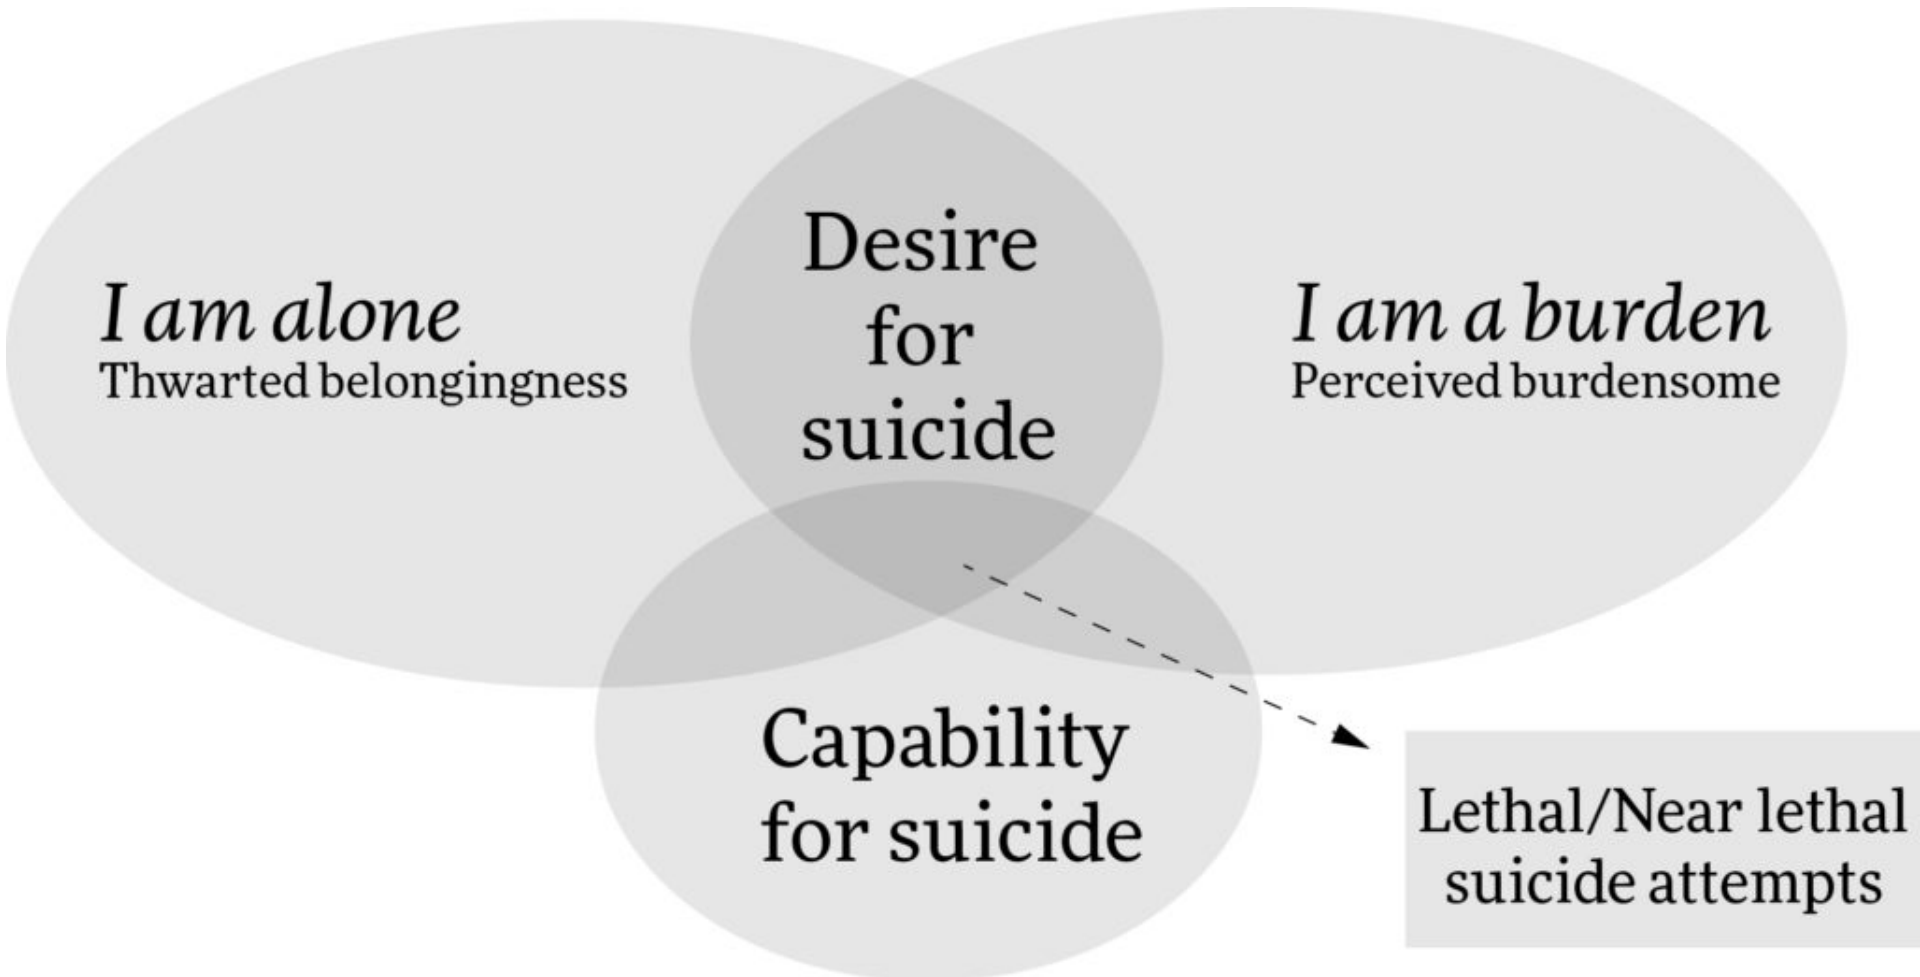 I am alone
Thwarted belongingness
Desire
for
suicide
I am a burden
Perceived burdensome
Capability
for suicide
Lethal/Near lethal
suicide attempts